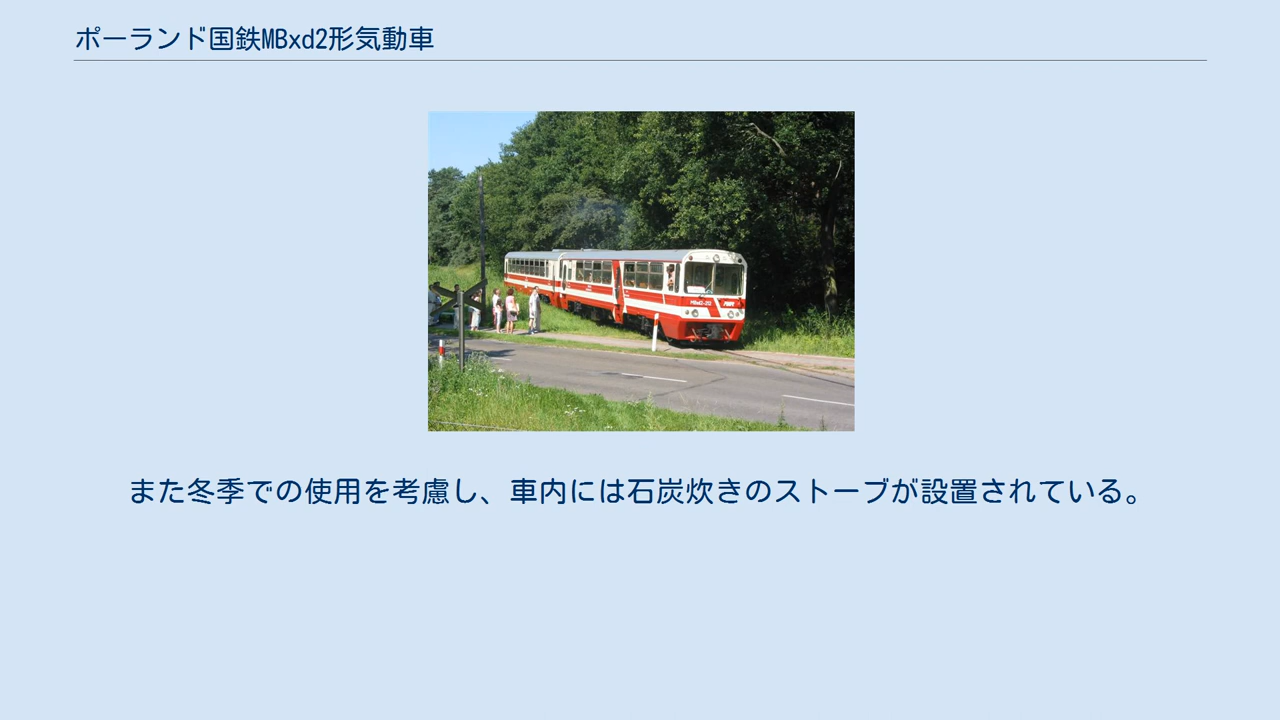 ポーランド国鉄MBxd2形気動車
また冬季での使用を考慮し、車内には石炭炊きのストーブが設置されている。